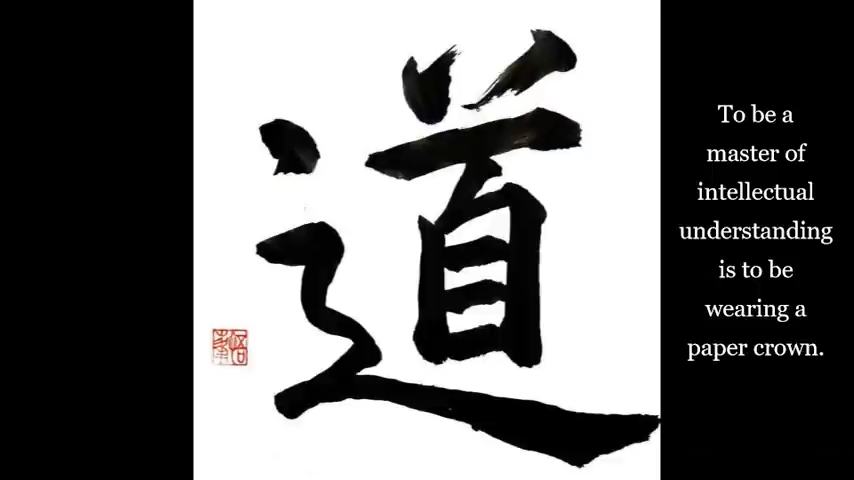 道
To be a
master of
intellectual
understanding
is to be
wearing a
paper crown.